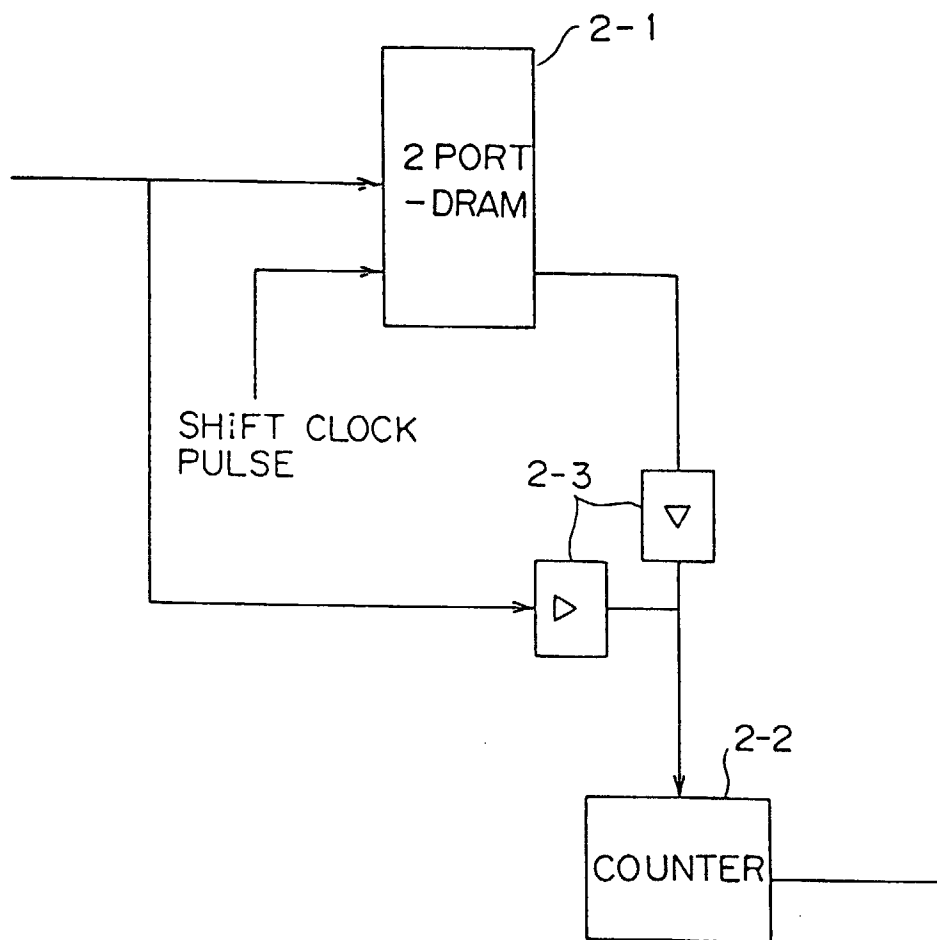 2-1
2 PORT
-DRAM
SHiFT CLOCK
PULSE
2-3
2-2
COUNTER